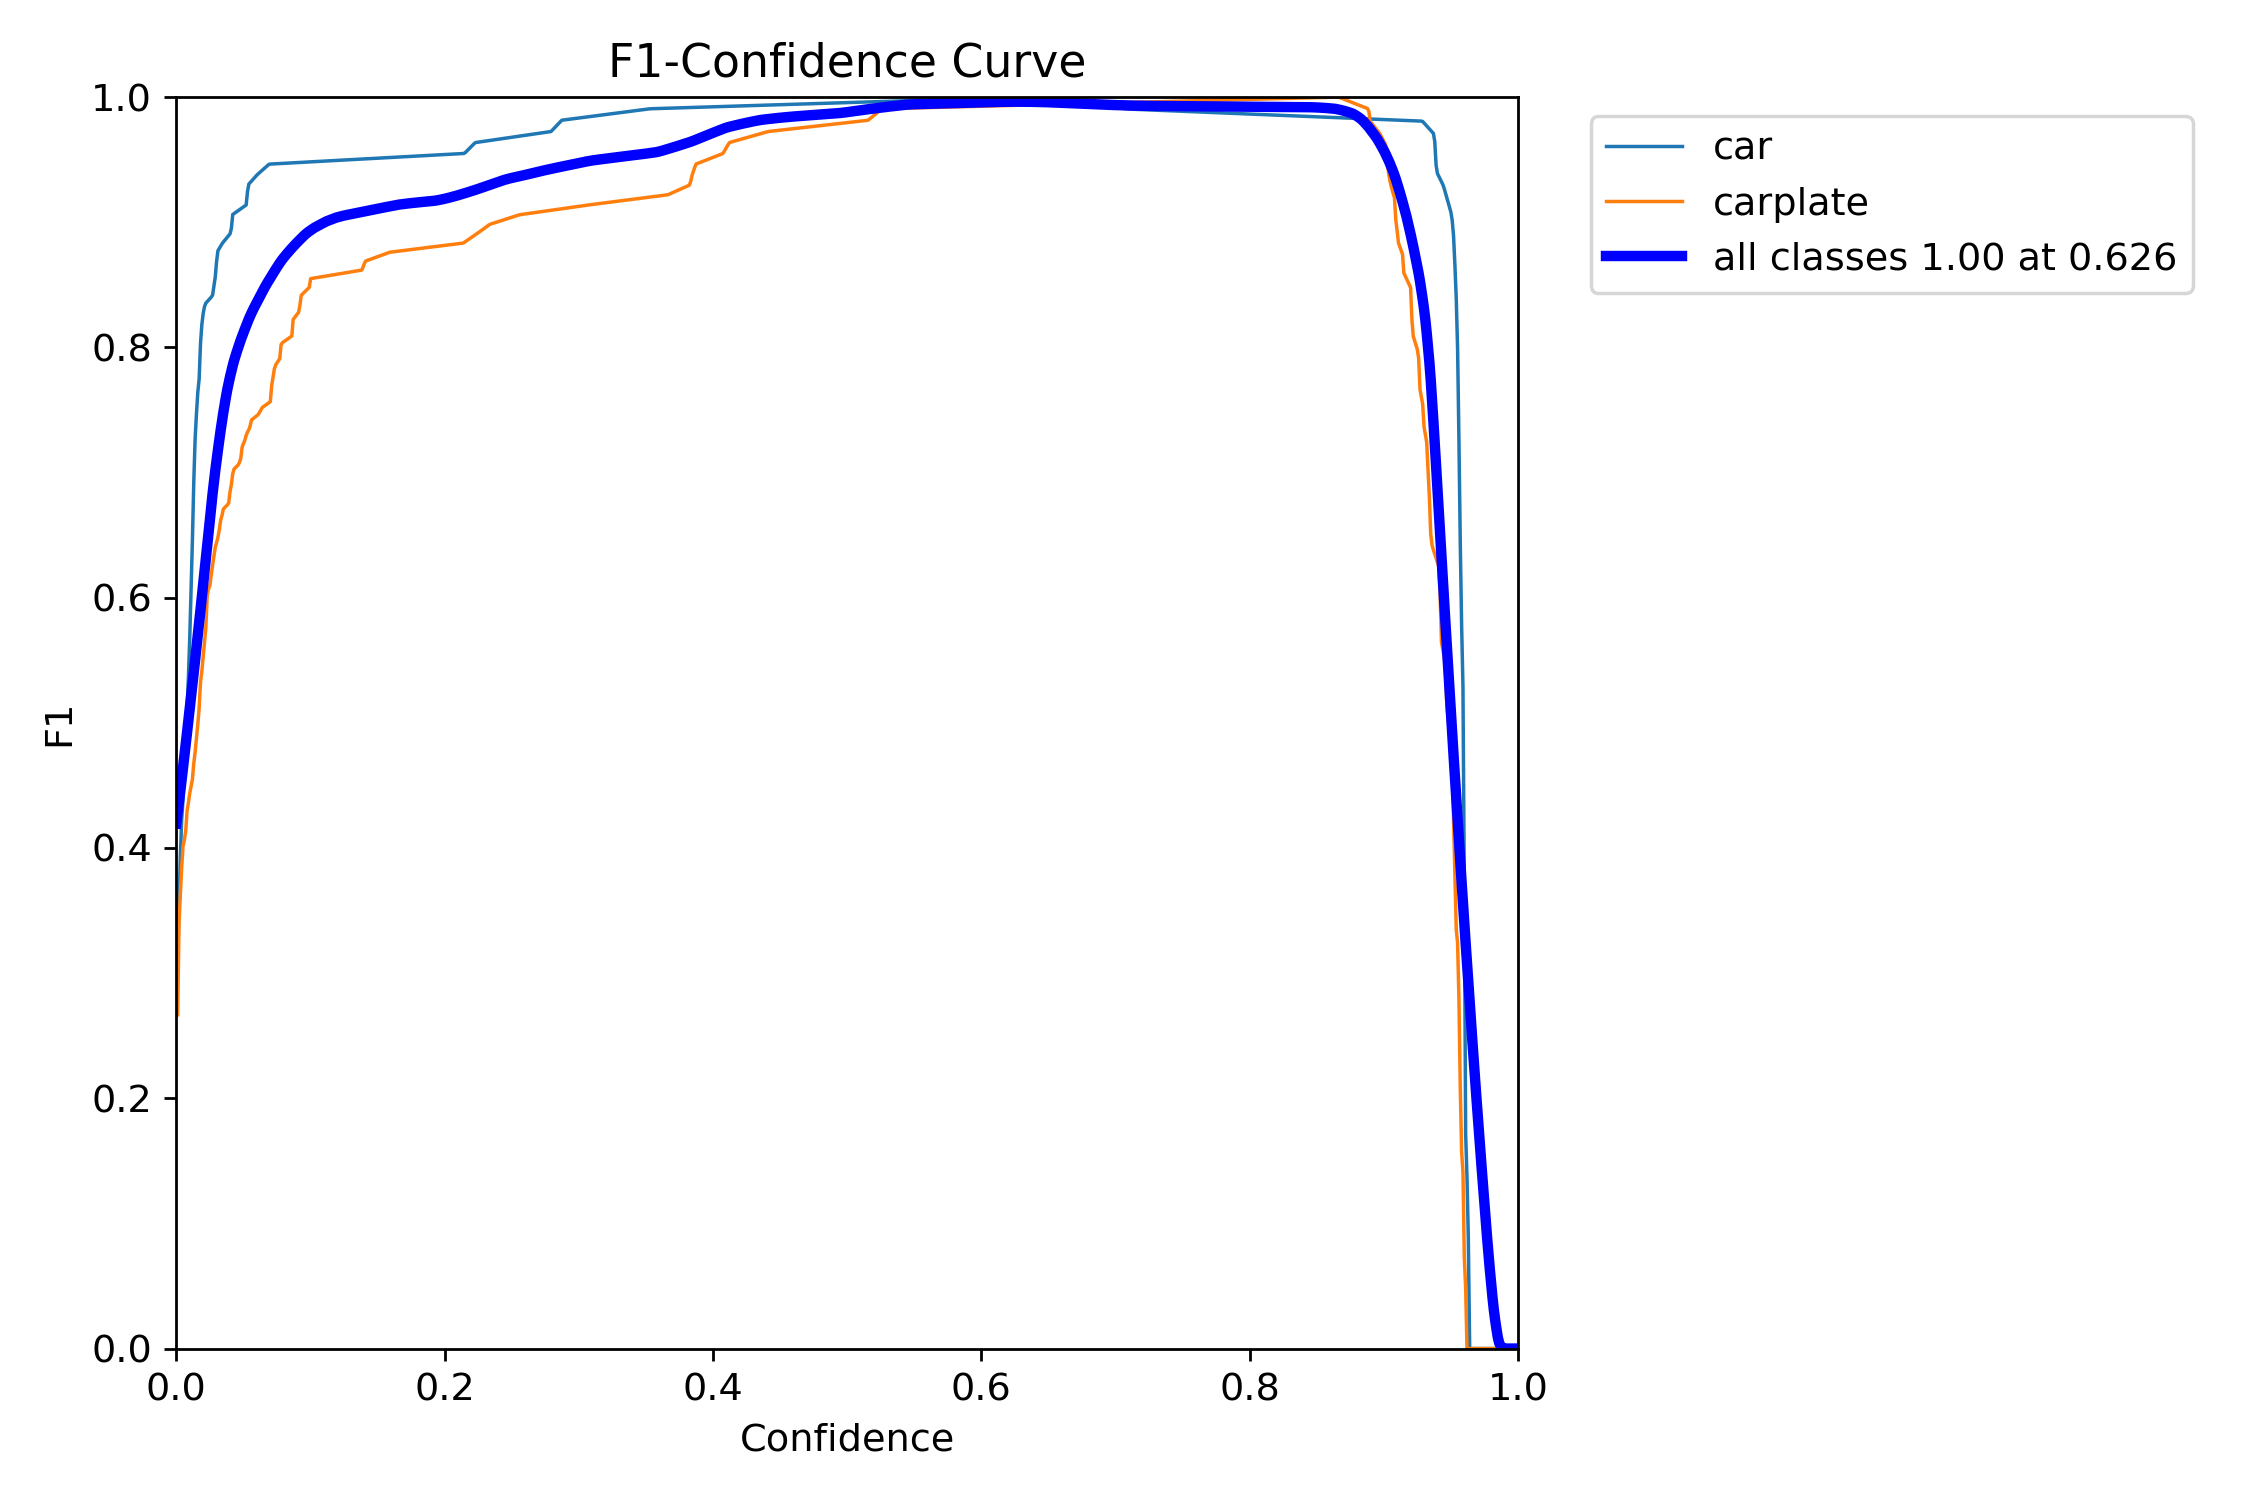 F1-Confidence Curve
1.0
0.8
0.6
0.4
0.2
0.0
F1
0.0 0.2 0.4 0.6 0.8 1.0
Confidence
car
carplate
all classes 1.00 at 0.626